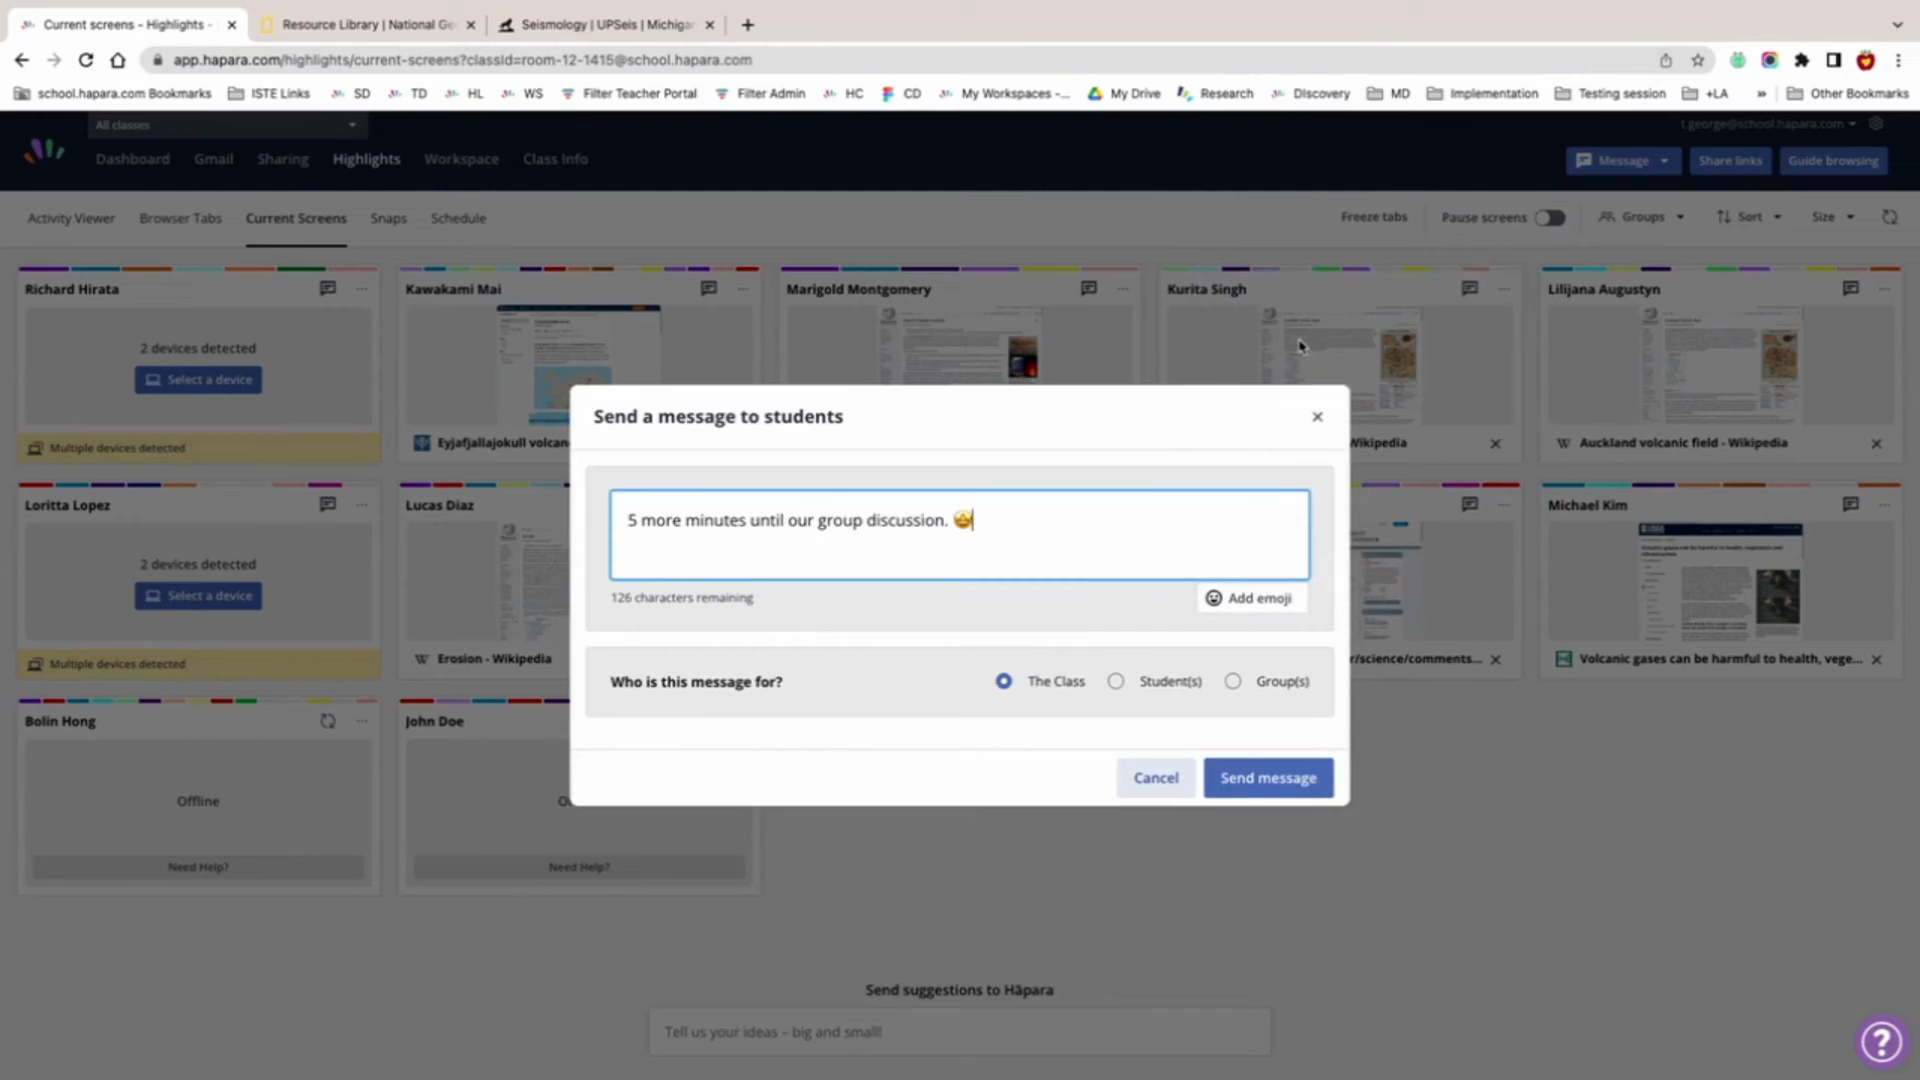 Current screens - Highlights -
Resource Library | National Ge
Seismology | UPSeis | Michiga
app.hapara.com/highlights/current-screens?classId=room-12-1415@school.hapara.com
school.hapara.com Bookmarks ISTE Links SD TD HL WS Filter Teacher Portal Filter Admin HC CD My Workspaces -... My Drive Research DIscovery MD Implementation Testing session +LA » Other Bookmarks
All classes
t.george@school.hapara.com
Dashboard Gmail Sharing Highlights Workspace Class Info
Message Share links Guide browsing
Activity Viewer Browser Tabs Current Screens Snaps Schedule
Freeze tabs Pause screens Groups Sort Size
Richard Hirata
Kawakami Mai
Marigold Montgomery
Kurita Singh
Lilijana Augustyn
2 devices detected
Select a device
Multiple devices detected
Eyjafjallajokull volcan
Wikipedia
Auckland volcanic field - Wikipedia
Send a message to students
5 more minutes until our group discussion. 🤩
126 characters remaining
Add emoji
Who is this message for?
The Class Student(s) Group(s)
Cancel
Send message
Loritta Lopez
Lucas Diaz
Michael Kim
2 devices detected
Select a device
Multiple devices detected
Erosion - Wikipedia
r/science/comments...
Volcanic gases can be harmful to health, vege...
Bolin Hong
John Doe
Offline
O
Need Help?
Need Help?
Send suggestions to Hāpara
Tell us your ideas – big and small!
?